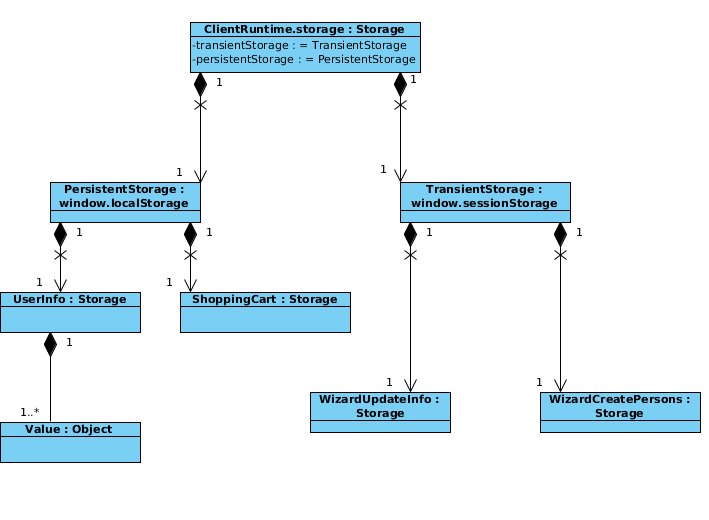 ClientRuntime.storage : Storage
-transientStorage : = TransientStorage
-persistentStorage : = PersistentStorage
1
1
1
1
PersistentStorage :
window.localStorage
TransientStorage :
window.sessionStorage
1
1
1
1
1
1
UserInfo : Storage
ShoppingCart : Storage
1
1
1
WizardUpdateInfo :
Storage
WizardCreatePersons :
Storage
1..*
Value : Object